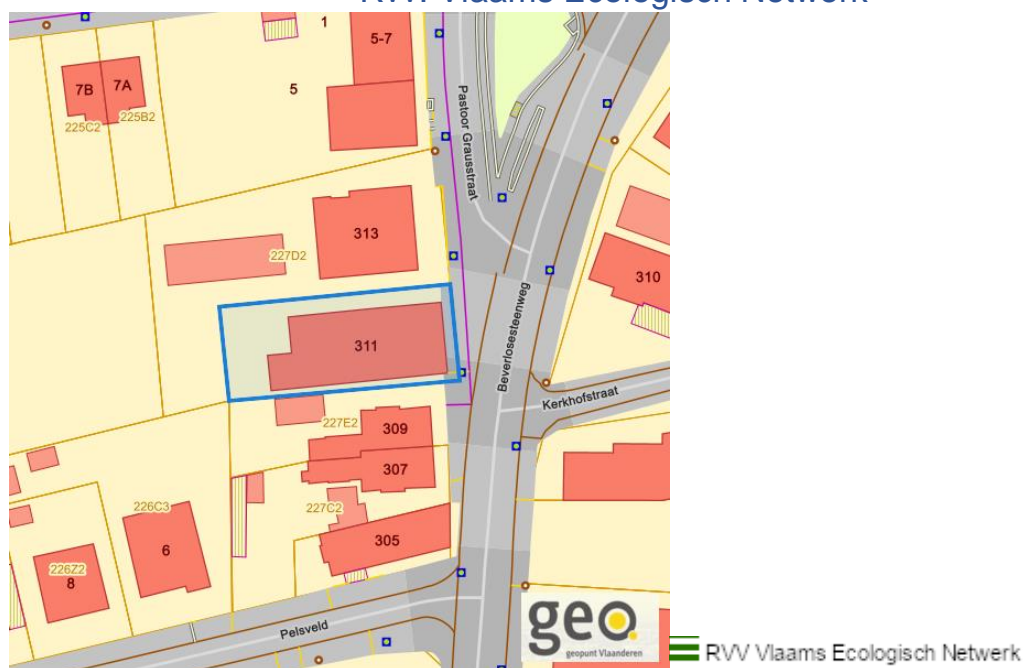 RVV Vlaams Ecologisch Netwerk
1
5-7
7B
7A
5
225C2
225B2
Pastoor Grausstraat
313
227D2
310
311
Beverlosesteenweg
Kerkhofstraat
227E2
309
307
226C3
227C2
6
305
226Z2
8
Pelsveld
geo
geopunt Vlaanderen
RVV Vlaams Ecologisch Netwerk